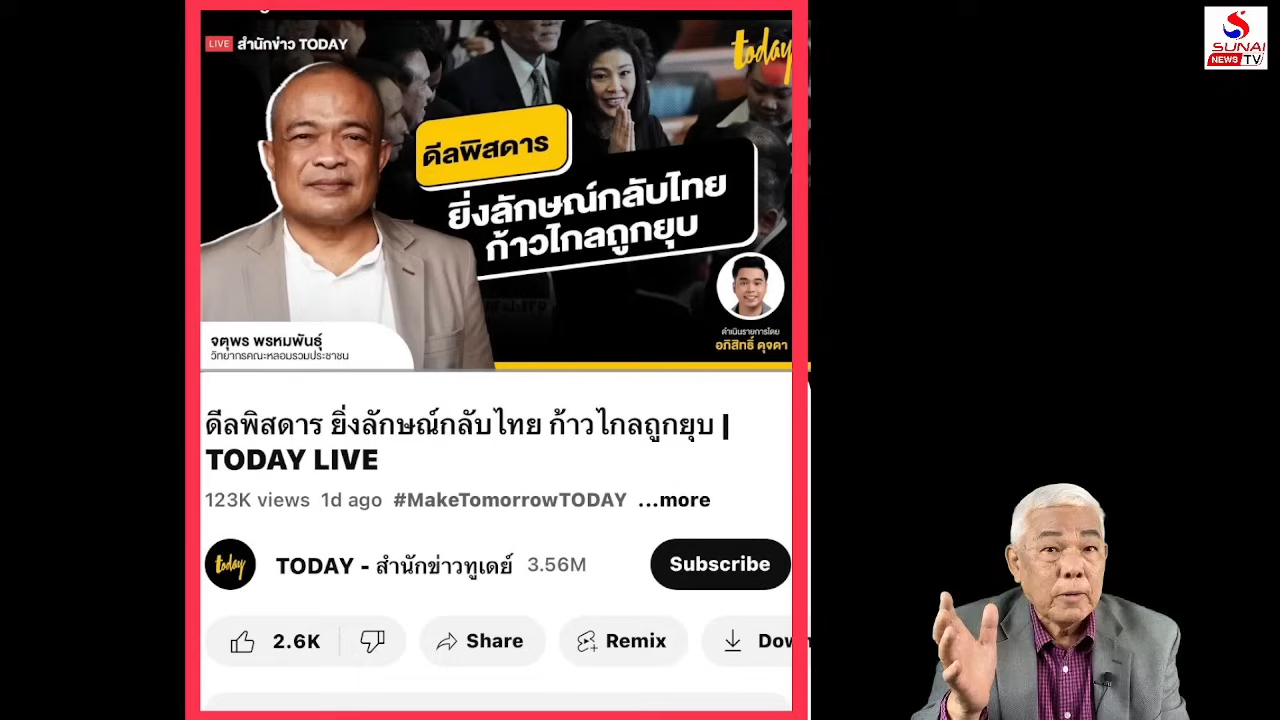 LIVE สำนักข่าว TODAY
today
SUNAI
NEWS TV
ดีลพิสดาร
ยิ่งลักษณ์กลับไทย
ก้าวไกลถูกยุบ
จตุพร พรหมพันธุ์
วิทยากรคณะหลอมรวมประชาชน
ดำเนินรายการโดย
อภิสิทธิ์ ดุจดา
ดีลพิสดาร ยิ่งลักษณ์กลับไทย ก้าวไกลถูกยุบ |
TODAY LIVE
123K views 1d ago #MakeTomorrowTODAY ...more
today
TODAY - สำนักข่าวทูเดย์ 3.56M
Subscribe
2.6K
Share
Remix